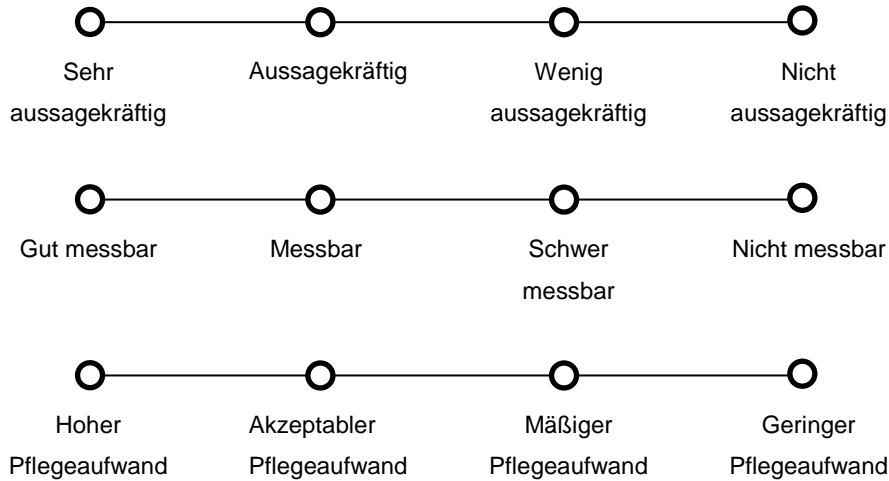 Sehr
aussagekräftig
Aussagekräftig
Wenig
aussagekräftig
Nicht
aussagekräftig
Gut messbar
Messbar
Schwer
messbar
Nicht messbar
Hoher
Pflegeaufwand
Akzeptabler
Pflegeaufwand
Mäßiger
Pflegeaufwand
Geringer
Pflegeaufwand